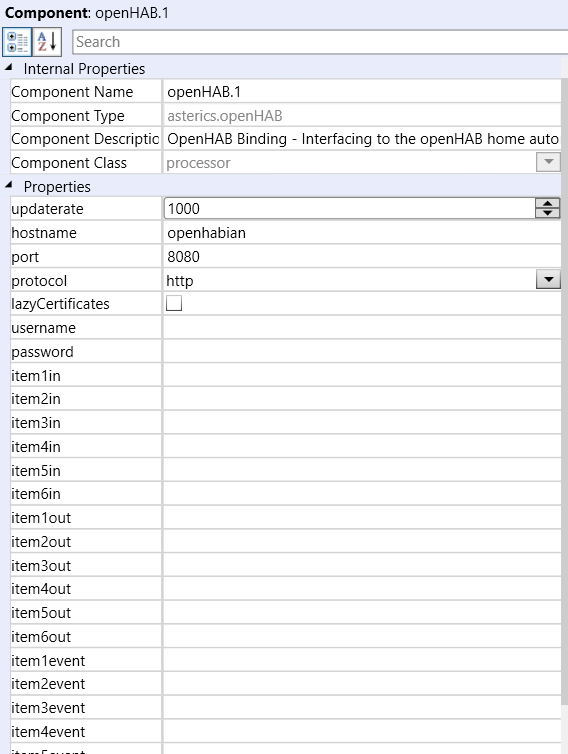 Component: openHAB.1
A
Z
Search
Internal Properties
Component Name openHAB.1
Component Type asterics.openHAB
Component Descriptio OpenHAB Binding - Interfacing to the openHAB home auto
Component Class processor
Properties
updaterate 1000
hostname openhabian
port 8080
protocol http
lazyCertificates
username
password
item1in
item2in
item3in
item4in
item5in
item6in
item1out
item2out
item3out
item4out
item5out
item6out
item1event
item2event
item3event
item4event
item5event